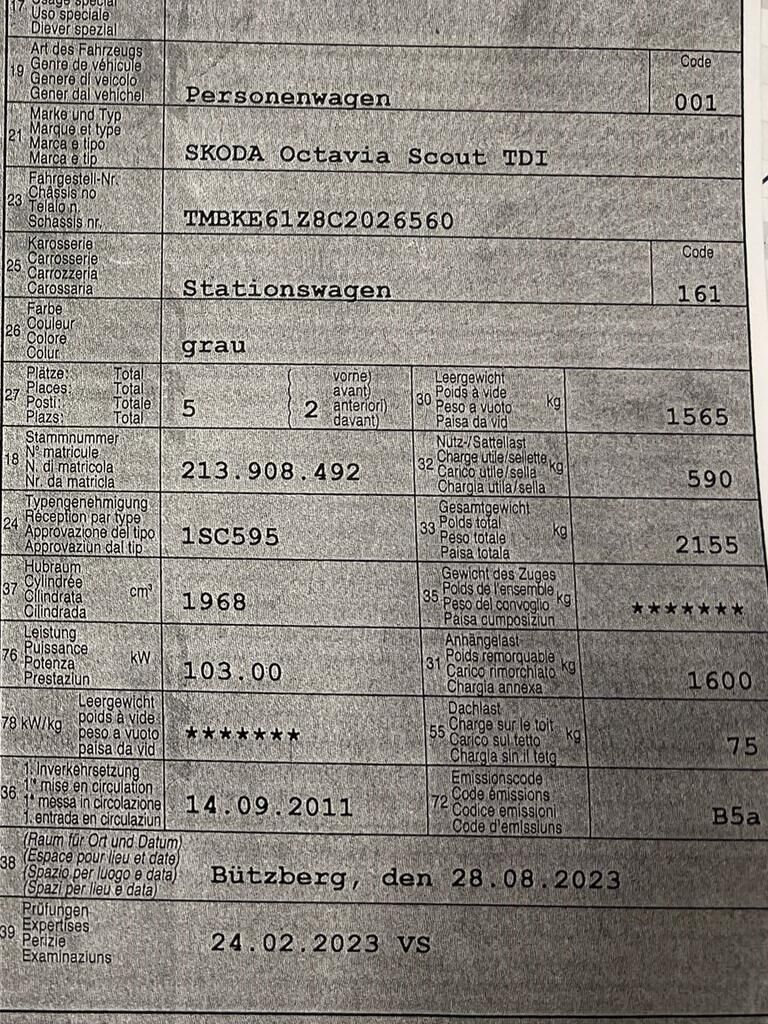 17 Usage spécial
Uso speciale
Diever spezial
19 Art des Fahrzeugs
Genre de véhicule
Genere di veicolo
Gener dal vehichel
Personenwagen
Code
001
21 Marke und Typ
Marque et type
Marca e tipo
Marca e tip
SKODA Octavia Scout TDI
23 Fahrgestell-Nr.
Châssis no
Telaio n.
Schassis nr.
TMBKE61Z8C2026560
25 Karosserie
Carrosserie
Carrozzeria
Carossaria
Stationswagen
Code
161
26 Farbe
Couleur
Colore
Colur
grau
27 Plätze: Total
Places: Total
Posti: Totale
Plazs: Total
5
2
vorne)
avant)
anteriori)
davant)
30 Leergewicht
Poids à vide
Peso a vuoto
Paisa da vid
kg
1565
18 Stammnummer
N° matricule
N. di matricola
Nr. da matricla
213.908.492
32 Nutz-/Sattellast
Charge utile/sellette
Carico utile/sella
Chargia utila/sella
kg
590
24 Typengenehmigung
Réception par type
Approvazione del tipo
Approvaziun dal tip
1SC595
33 Gesamtgewicht
Poids total
Peso totale
Paisa totala
kg
2155
37 Hubraum
Cylindrée
Cilindrata
Cilindrada
cm³
1968
35 Gewicht des Zuges
Poids de l'ensemble
Peso del convoglio
Paisa cumposiziun
kg
*******
76 Leistung
Puissance
Potenza
Prestaziun
kW
103.00
31 Anhängelast
Poids remorquable
Carico rimorchiato
Chargia annexa
kg
1600
78 kW/kg
Leergewicht
poids à vide
peso a vuoto
paisa da vid
*******
55 Dachlast
Charge sur le toit
Carico sul tetto
Chargia sin il tetg
kg
75
36 1. Inverkehrsetzung
1re mise en circulation
1a messa in circolazione
1. entrada en circulaziun
14.09.2011
72 Emissionscode
Code émissions
Codice emissioni
Code d'emissiuns
B5a
38 (Raum für Ort und Datum)
(Espace pour lieu et date)
(Spazio per luogo e data)
(Spazi per lieu e data)
Bützberg, den 28.08.2023
39 Prüfungen
Expertises
Perizie
Examinaziuns
24.02.2023 VS